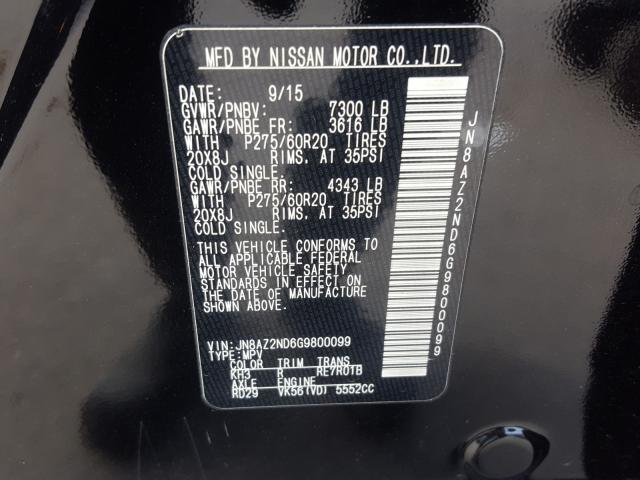 MFD BY NISSAN MOTOR CO.,LTD.
DATE: 9/15
GVWR/PNBV: 7300 LB
GAWR/PNBE FR: 3616 LB
WITH P275/60R20 TIRES
20X8J RIMS. AT 35PSI
COLD SINGLE.
GAWR/PNBE RR: 4343 LB
WITH P275/60R20 TIRES
20X8J RIMS. AT 35PSI
COLD SINGLE.
THIS VEHICLE CONFORMS TO
ALL APPLICABLE FEDERAL
MOTOR VEHICLE SAFETY
STANDARDS IN EFFECT ON
THE DATE OF MANUFACTURE
SHOWN ABOVE.
VIN:JN8AZ2ND6G9800099
TYPE:MPV
COLOR TRIM TRANS
KH3 R RE7R01B
AXLE ENGINE
RD29 VK56(VD) 5552CC
JN8AZ2ND6G9800099